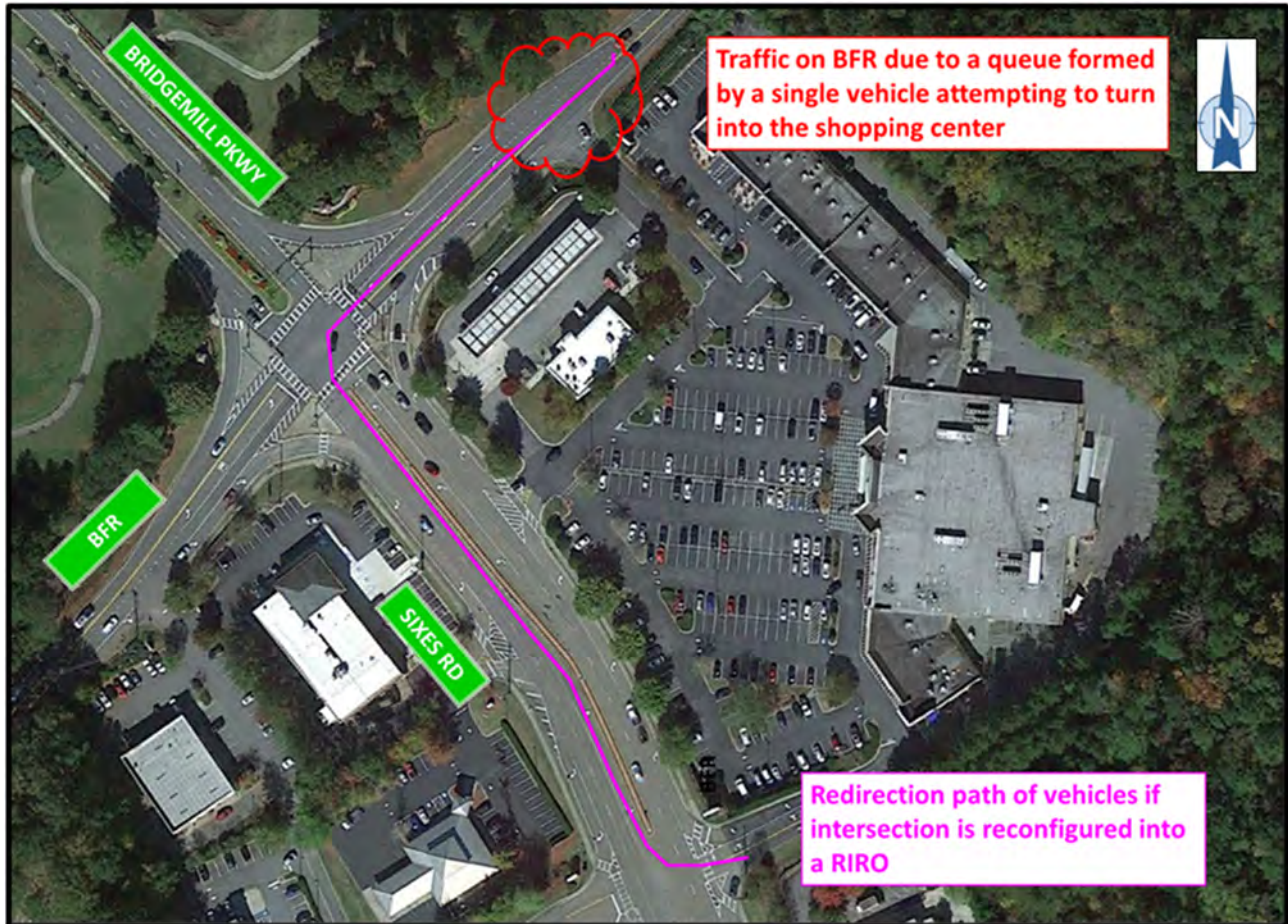 BRIDGEMILL PKWY
Traffic on BFR due to a queue formed
by a single vehicle attempting to turn
into the shopping center
N
BFR
SIXES RD
BFR
Redirection path of vehicles if
intersection is reconfigured into
a RIRO